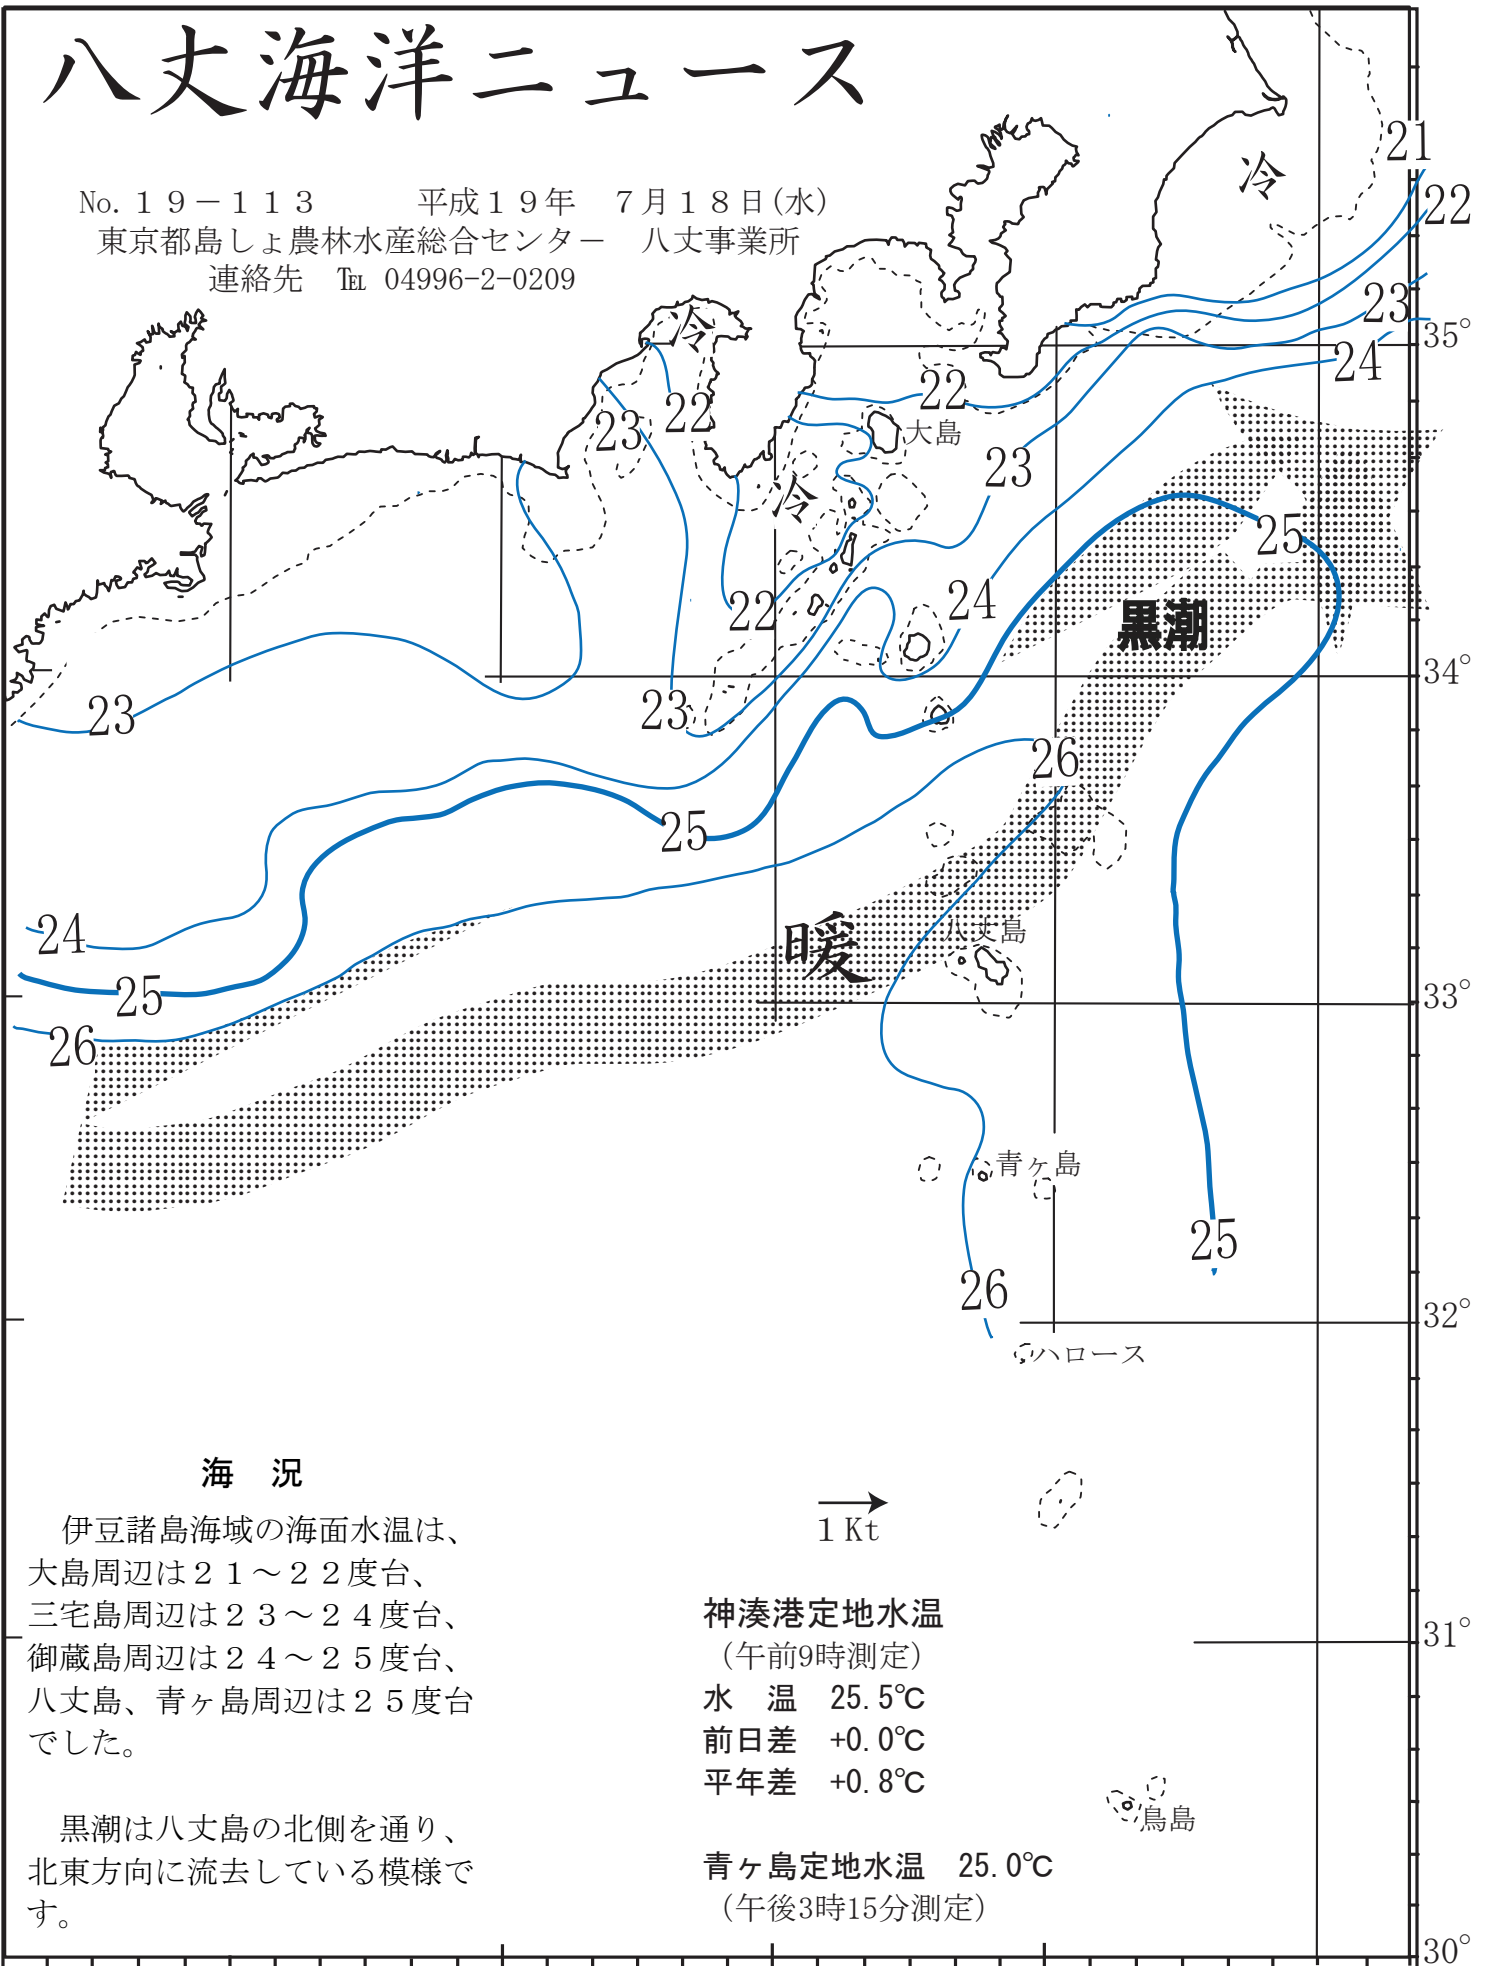 八丈海洋ニュース
No.１９－１１３　　　平成１９年　７月１８日(水)
東京都島しょ農林水産総合センタ－　八丈事業所
連絡先　℡ 04996-2-0209
21
冷
22
23
35°
24
冷
22
23
22
大島
23
冷
25
24
22
黒潮
34°
23
23
26
25
24
八丈島
暖
25
33°
26
青ヶ島
25
26
32°
ハロース
海　況
伊豆諸島海域の海面水温は、
大島周辺は２１～２２度台、
三宅島周辺は２３～２４度台、
御蔵島周辺は２４～２５度台、
八丈島、青ヶ島周辺は２５度台
でした。
黒潮は八丈島の北側を通り、
北東方向に流去している模様で
す。
1 Kt
神湊港定地水温
（午前9時測定）
水　温　25.5℃
前日差　+0.0℃
平年差　+0.8℃
青ヶ島定地水温　25.0℃
（午後3時15分測定）
31°
鳥島
30°